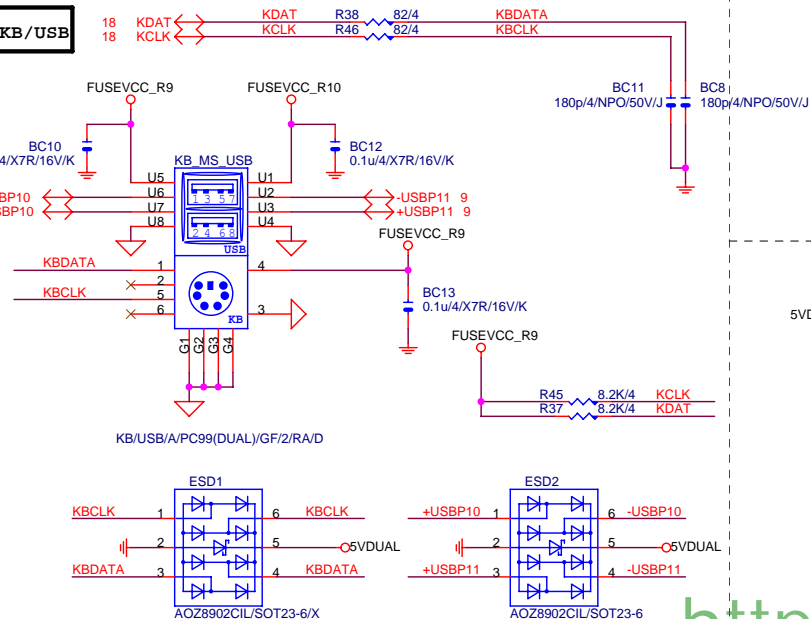 KB/USB
18 KDAT KDAT R38 82/4 KBDATA
18 KCLK KCLK R46 82/4 KBCLK
BC11 BC8
180p/4/NPO/50V/J 180p/4/NPO/50V/J
FUSEVCC_R9 FUSEVCC_R10
BC10 BC12
4/X7R/16V/K 0.1u/4/X7R/16V/K
KB_MS_USB
U5 U1
U6 U2
U7 U3
U8 U4
1 3 5 7
2 4 6 8
USB
BP10 -USBP11 9
SBP10 +USBP11 9
FUSEVCC_R9
KBDATA 1 4
2
KBCLK 5
6 3
KB
BC13
0.1u/4/X7R/16V/K
5VD
G1 G2 G3 G4
FUSEVCC_R9
R45 8.2K/4 KCLK
R37 8.2K/4 KDAT
KB/USB/A/PC99(DUAL)/GF/2/RA/D
ESD1 ESD2
KBCLK 1 6 KBCLK +USBP10 1 6 -USBP10
2 5 5VDUAL 2 5 5VDUAL
KBDATA 3 4 KBDATA +USBP11 3 4 -USBP11
AOZ8902CIL/SOT23-6/X AOZ8902CIL/SOT23-6
http